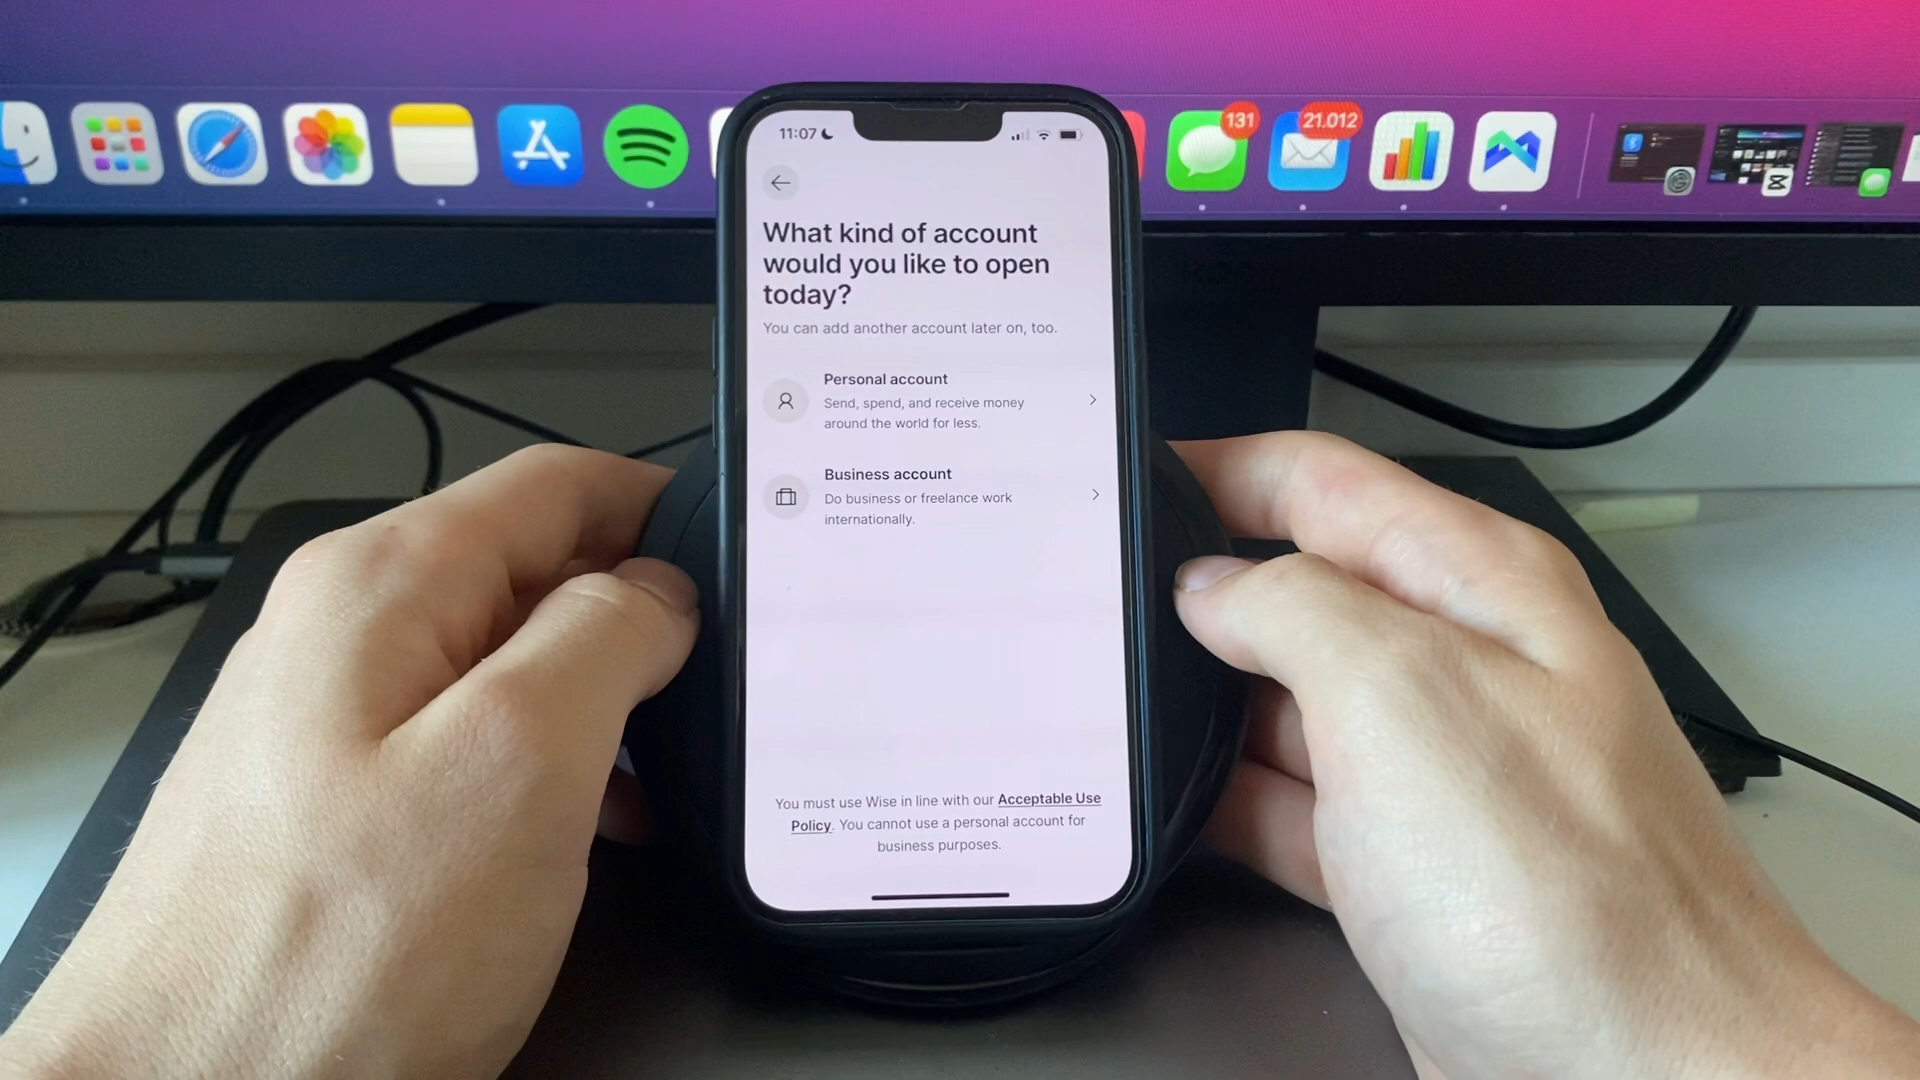 131
21.012
11:07
What kind of account
would you like to open
today?
You can add another account later on, too.
Personal account
Send, spend, and receive money
around the world for less.
Business account
Do business or freelance work
internationally.
You must use Wise in line with our Acceptable Use
Policy. You cannot use a personal account for
business purposes.